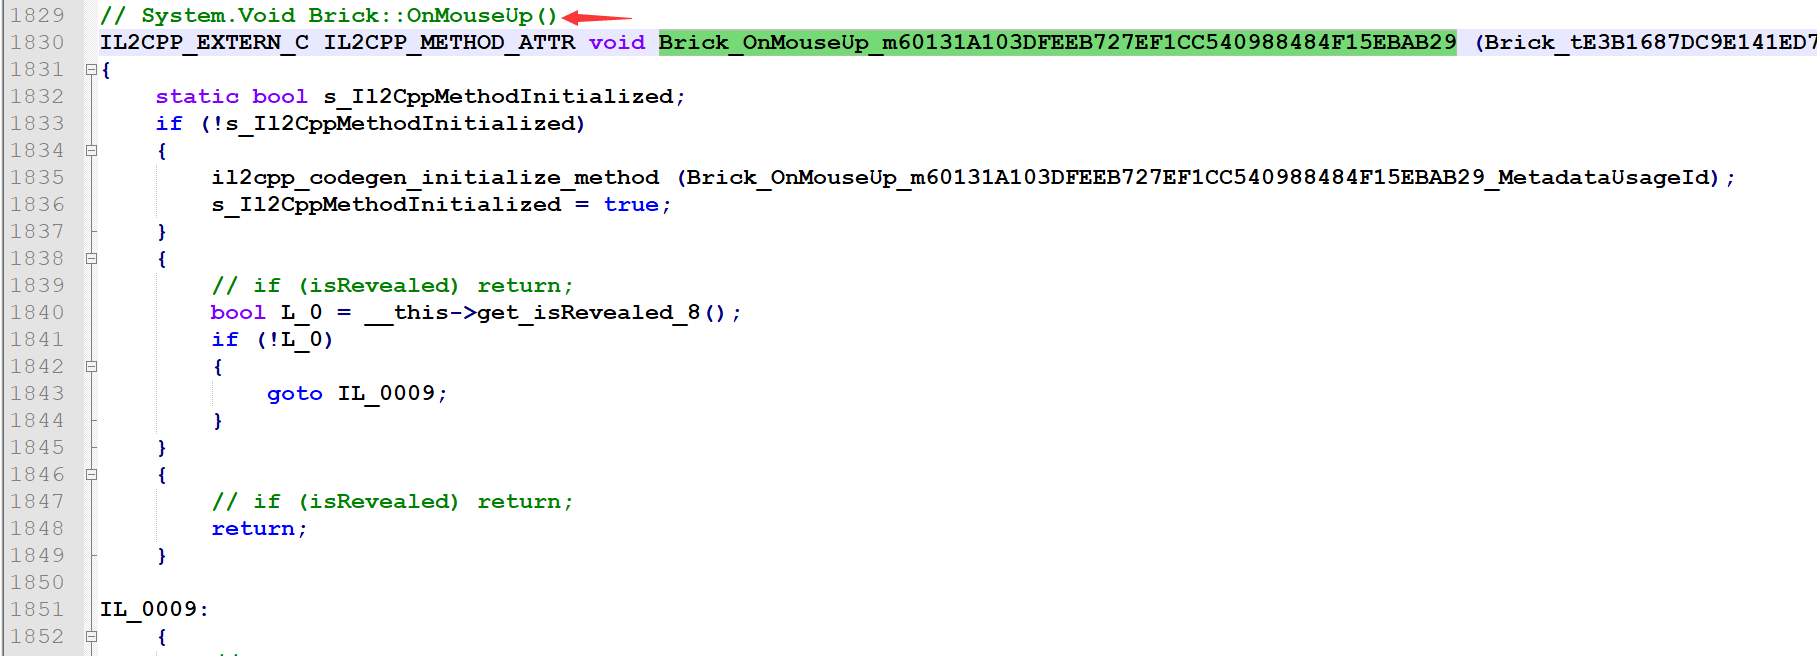 1829 // System.Void Brick::OnMouseUp()
1830 IL2CPP_EXTERN_C IL2CPP_METHOD_ATTR void Brick_OnMouseUp_m60131A103DFEEB727EF1CC540988484F15EBAB29 (Brick_tE3B1687DC9E141ED7
1831 {
1832 static bool s_Il2CppMethodInitialized;
1833 if (!s_Il2CppMethodInitialized)
1834 {
1835 il2cpp_codegen_initialize_method (Brick_OnMouseUp_m60131A103DFEEB727EF1CC540988484F15EBAB29_MetadataUsageId);
1836 s_Il2CppMethodInitialized = true;
1837 }
1838 {
1839 // if (isRevealed) return;
1840 bool L_0 = __this->get_isRevealed_8();
1841 if (!L_0)
1842 {
1843 goto IL_0009;
1844 }
1845 }
1846 {
1847 // if (isRevealed) return;
1848 return;
1849 }
1850
1851 IL_0009:
1852 {